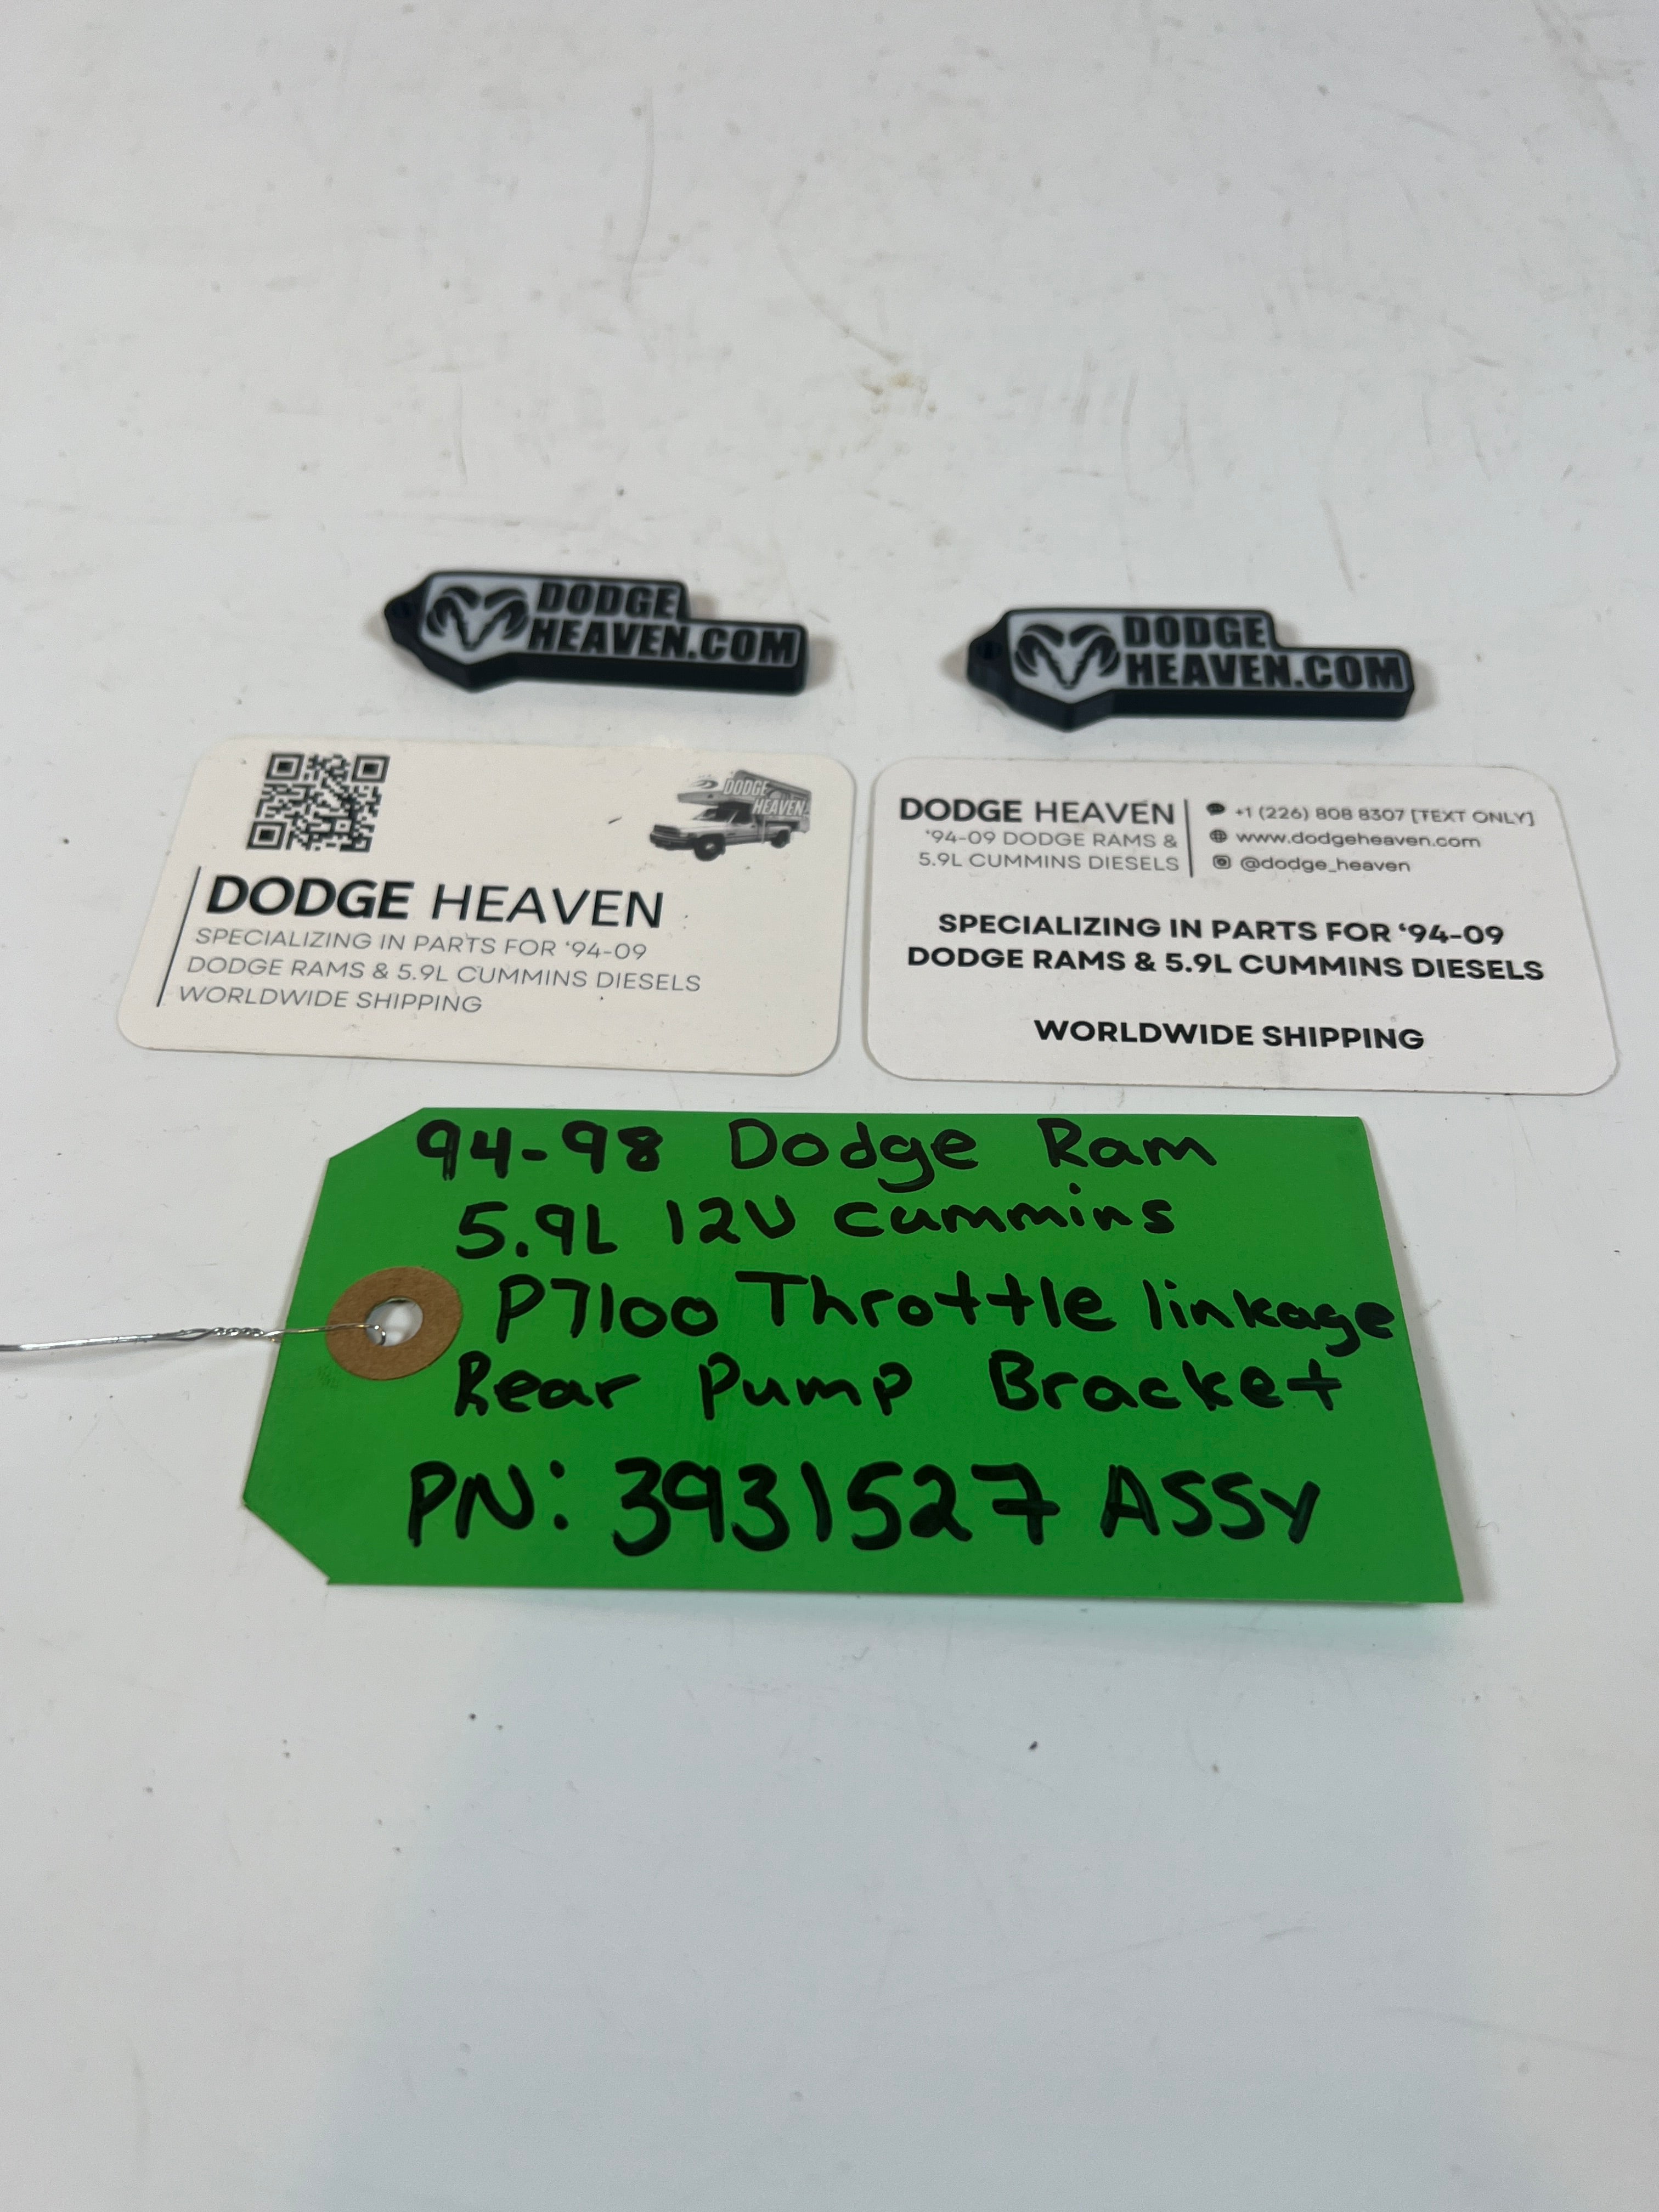 DODGE
HEAVEN.COM
DODGE
HEAVEN.COM
DODGE
HEAVEN
DODGE HEAVEN
SPECIALIZING IN PARTS FOR ‘94-09
DODGE RAMS & 5.9L CUMMINS DIESELS
WORLDWIDE SHIPPING
DODGE HEAVEN
‘94-09 DODGE RAMS &
5.9L CUMMINS DIESELS
+1 (226) 808 8307 [TEXT ONLY]
www.dodgeheaven.com
@dodge_heaven
SPECIALIZING IN PARTS FOR ‘94-09
DODGE RAMS & 5.9L CUMMINS DIESELS
WORLDWIDE SHIPPING
94-98 Dodge Ram
5.9L 12V Cummins
P7100 Throttle linkage
Rear Pump Bracket
PN: 3931527 ASSY